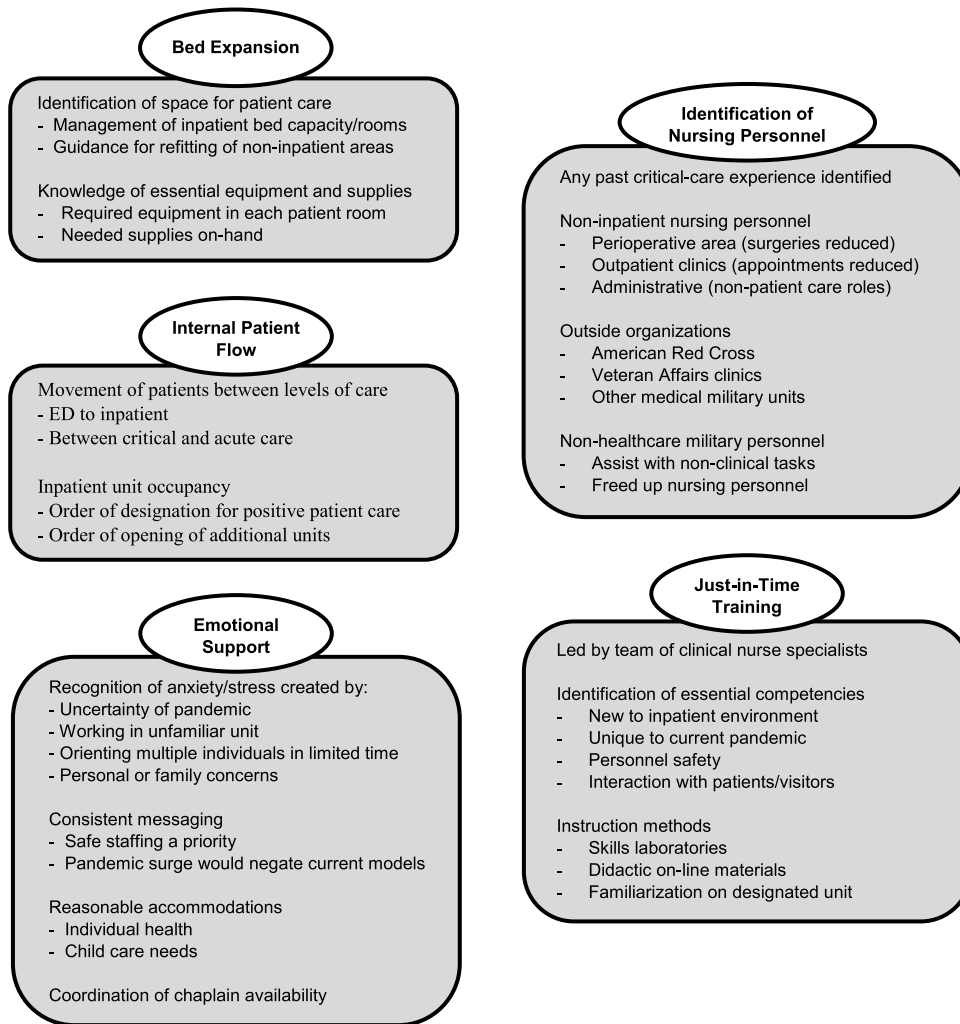 Bed Expansion
Identification of space for patient care
- Management of inpatient bed capacity/rooms
- Guidance for refitting of non-inpatient areas
Knowledge of essential equipment and supplies
- Required equipment in each patient room
- Needed supplies on-hand
Internal Patient
Flow
Movement of patients between levels of care
- ED to inpatient
- Between critical and acute care
Inpatient unit occupancy
- Order of designation for positive patient care
- Order of opening of additional units
Emotional
Support
Recognition of anxiety/stress created by:
- Uncertainty of pandemic
- Working in unfamiliar unit
- Orienting multiple individuals in limited time
- Personal or family concerns
Consistent messaging
- Safe staffing a priority
- Pandemic surge would negate current models
Reasonable accommodations
- Individual health
- Child care needs
Coordination of chaplain availability
Identification of
Nursing Personnel
Any past critical-care experience identified
Non-inpatient nursing personnel
- Perioperative area (surgeries reduced)
- Outpatient clinics (appointments reduced)
- Administrative (non-patient care roles)
Outside organizations
- American Red Cross
- Veteran Affairs clinics
- Other medical military units
Non-healthcare military personnel
- Assist with non-clinical tasks
- Freed up nursing personnel
Just-in-Time
Training
Led by team of clinical nurse specialists
Identification of essential competencies
- New to inpatient environment
- Unique to current pandemic
- Personnel safety
- Interaction with patients/visitors
Instruction methods
- Skills laboratories
- Didactic on-line materials
- Familiarization on designated unit